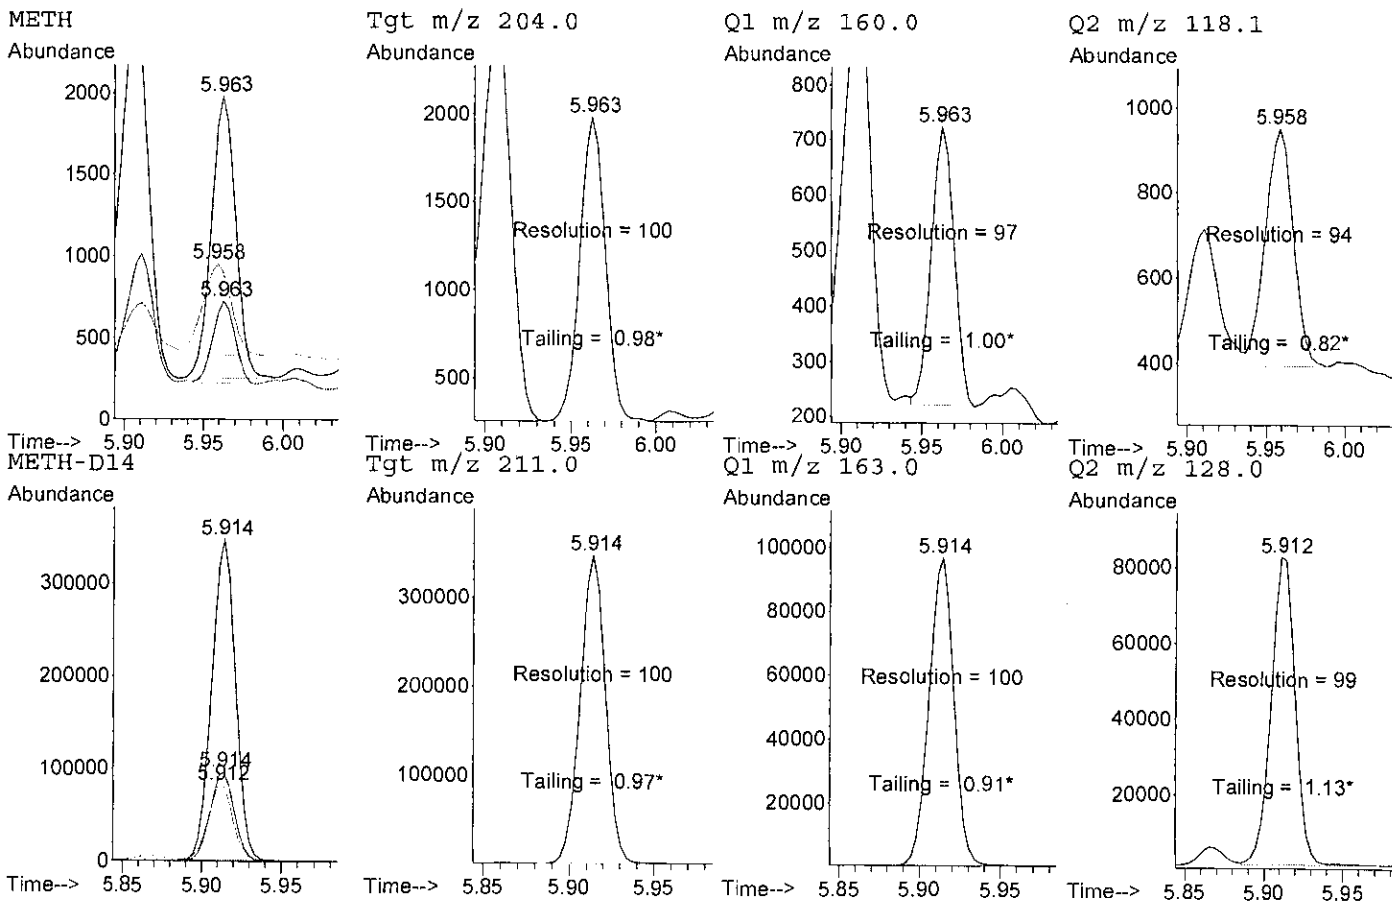 METH
Abundance
2000
1500
1000
500
0
5.963
5.958
5.963
Time-->
5.90 5.95 6.00
Tgt m/z 204.0
Abundance
2000
1500
1000
500
5.963
Resolution = 100
Tailing = 0.98*
Time-->
5.90 5.95 6.00
Q1 m/z 160.0
Abundance
800
700
600
500
400
300
200
5.963
Resolution = 97
Tailing = 1.00*
Time-->
5.90 5.95 6.00
Q2 m/z 118.1
Abundance
1000
800
600
400
5.958
Resolution = 94
Tailing = 0.82*
Time-->
5.90 5.95 6.00
METH-D14
Abundance
300000
200000
100000
0
5.914
5.914
5.912
Time-->
5.85 5.90 5.95
Tgt m/z 211.0
Abundance
300000
200000
100000
5.914
Resolution = 100
Tailing = 0.97*
Time-->
5.85 5.90 5.95
Q1 m/z 163.0
Abundance
100000
80000
60000
40000
20000
5.914
Resolution = 100
Tailing = 0.91*
Time-->
5.85 5.90 5.95
Q2 m/z 128.0
Abundance
80000
60000
40000
20000
5.912
Resolution = 99
Tailing = 1.13*
Time-->
5.85 5.90 5.95